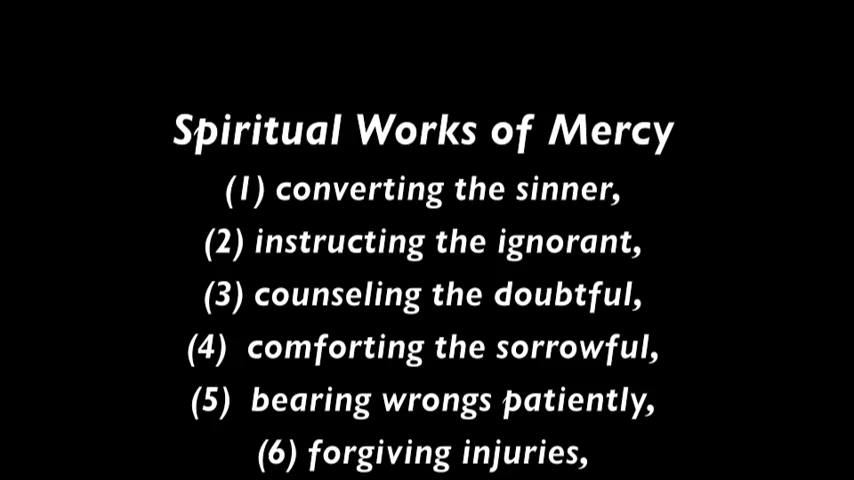 Spiritual Works of Mercy
(1) converting the sinner,
(2) instructing the ignorant,
(3) counseling the doubtful,
(4) comforting the sorrowful,
(5) bearing wrongs patiently,
(6) forgiving injuries,